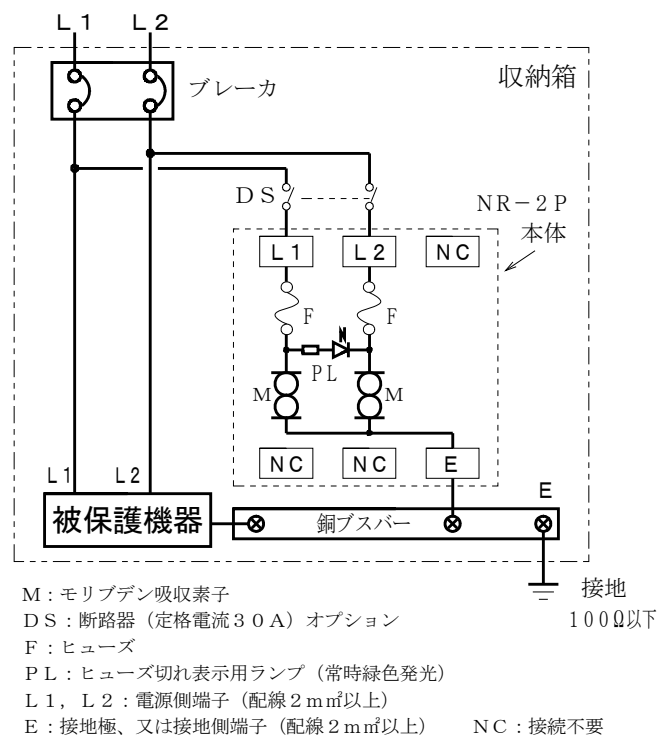 L1 L2
ブレーカ
収納箱
DS
NR-2P
本体
L1 L2 NC
F F
PL
M M
NC NC E
L1 L2
E
被保護機器
銅ブスバー
接地
100Ω以下
M:モリブデン吸収素子
DS:断路器(定格電流30A)オプション
F:ヒューズ
PL:ヒューズ切れ表示用ランプ(常時緑色発光)
L1,L2:電源側端子(配線2m㎡以上)
E:接地極、又は接地側端子(配線2m㎡以上) NC:接続不要